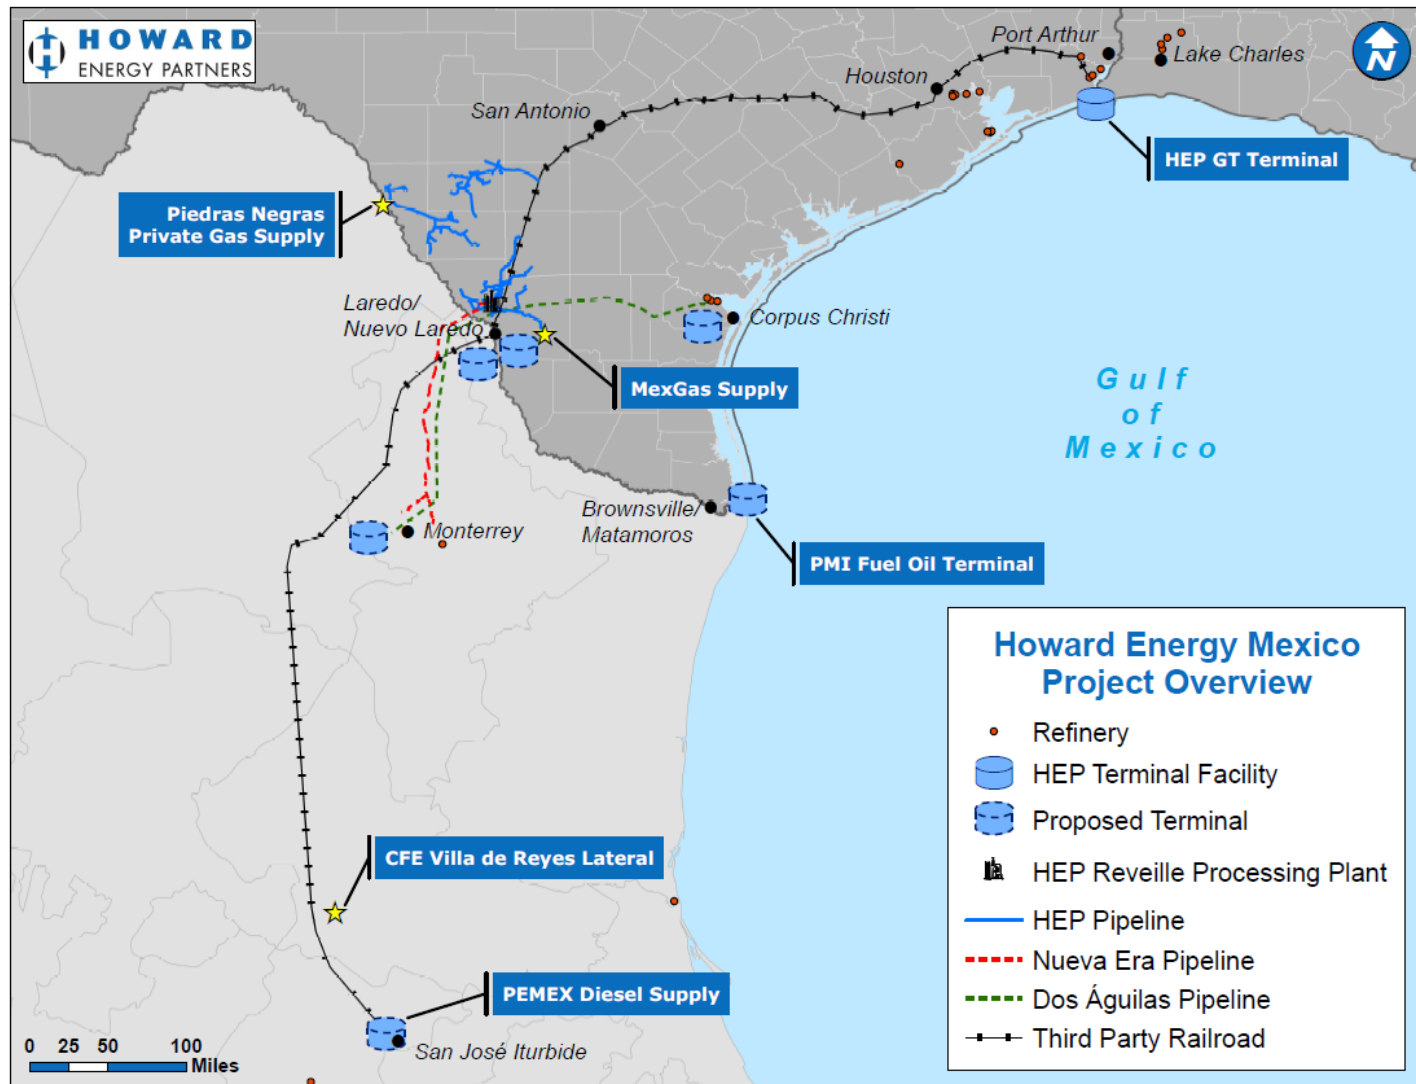 HOWARD
ENERGY PARTNERS
N
Port Arthur
Lake Charles
Houston
San Antonio
HEP GT Terminal
Piedras Negras
Private Gas Supply
Laredo/
Nuevo Laredo
Corpus Christi
MexGas Supply
Gulf
of
Mexico
Brownsville/
Matamoros
Monterrey
PMI Fuel Oil Terminal
CFE Villa de Reyes Lateral
PEMEX Diesel Supply
San José Iturbide
0 25 50 100
Miles
Howard Energy Mexico
Project Overview
Refinery
HEP Terminal Facility
Proposed Terminal
HEP Reveille Processing Plant
HEP Pipeline
Nueva Era Pipeline
Dos Águilas Pipeline
Third Party Railroad